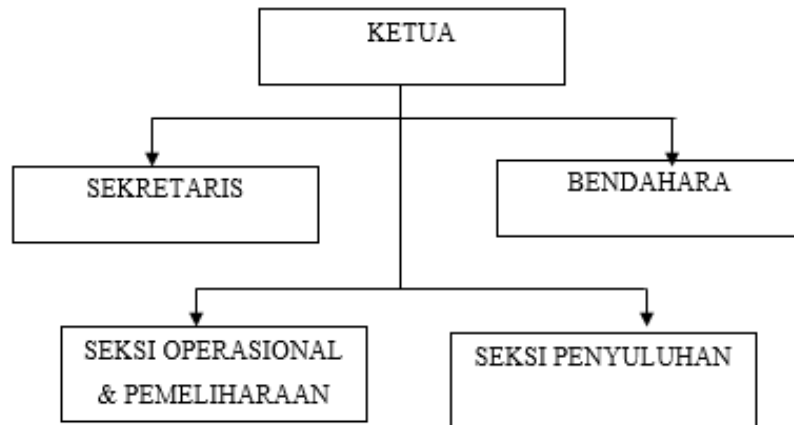 KETUA
SEKRETARIS
BENDAHARA
SEKSI OPERASIONAL
& PEMELIHARAAN
SEKSI PENYULUHAN